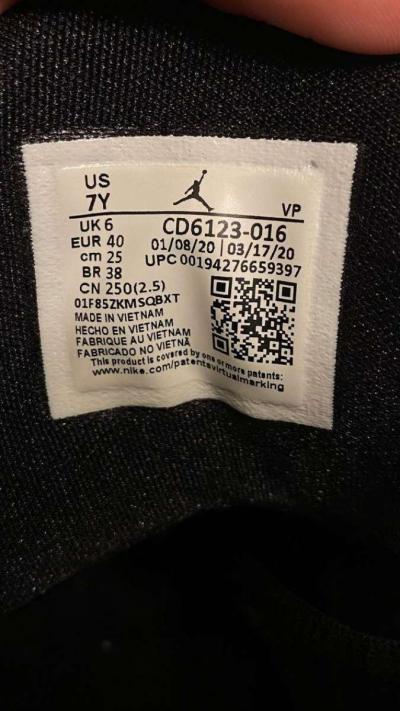 US
7Y
VP
UK 6
EUR 40
cm 25
BR 38
CN 250(2.5)
CD6123-016
01/08/20 | 03/17/20
UPC 00194276659397
01F85ZKMSQBXT
MADE IN VIETNAM
HECHO EN VIETNAM
FABRIQUE AU VIETNAM
FABRICADO NO VIETNÃ
This product is covered by one or more patents:
www.nike.com/patentsvirtualmarking